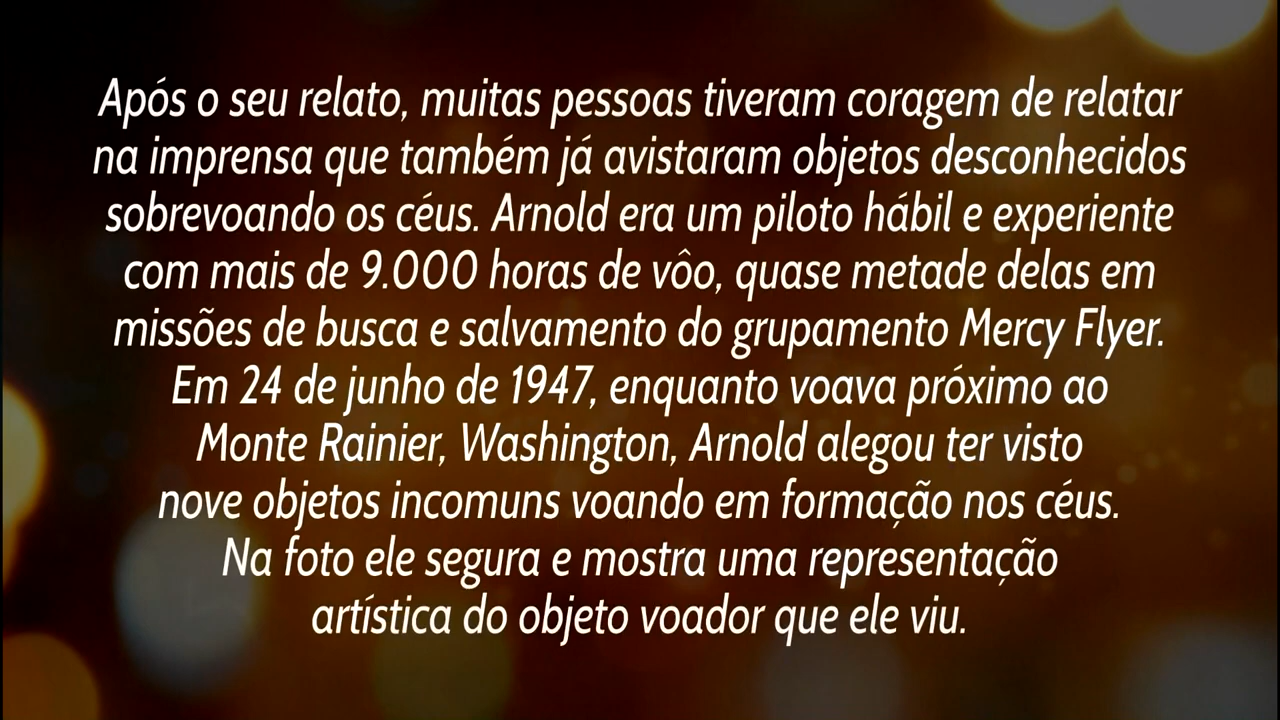 Após o seu relato, muitas pessoas tiveram coragem de relatar
na imprensa que também já avistaram objetos desconhecidos
sobrevoando os céus. Arnold era um piloto hábil e experiente
com mais de 9.000 horas de vôo, quase metade delas em
missões de busca e salvamento do grupamento Mercy Flyer.
Em 24 de junho de 1947, enquanto voava próximo ao
Monte Rainier, Washington, Arnold alegou ter visto
nove objetos incomuns voando em formação nos céus.
Na foto ele segura e mostra uma representação
artística do objeto voador que ele viu.